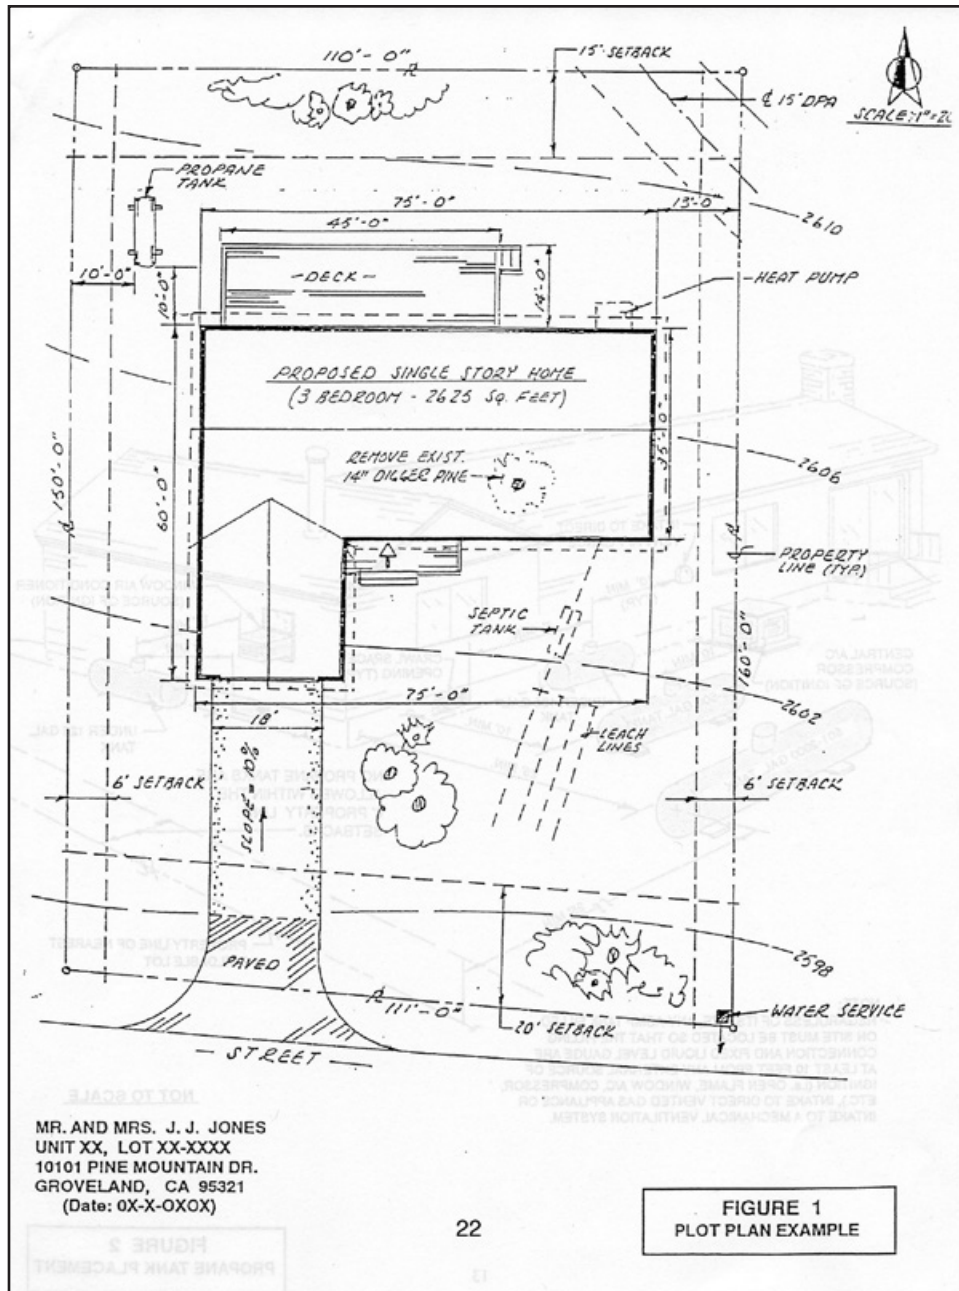 110'-0"
15' SETBACK
℄ 15' DPA
SCALE: 1"=20
PROPANE
TANK
75'-0"
13'-0
2610
45'-0"
10'-0"
10'-0"
DECK
14'-0"
HEAT PUMP
PROPOSED SINGLE STORY HOME
(3 BEDROOM - 2625 SQ. FEET)
35'-0"
150'-0"
60'-0"
REMOVE EXIST.
14" DIGGER PINE
2606
PROPERTY
LINE (TYP.)
SEPTIC
TANK
160'-0"
75'-0"
2602
18'
LEACH
LINES
6' SETBACK
SLOPE 10%
6' SETBACK
PAVED
2598
111'-0"
20' SETBACK
WATER SERVICE
- STREET -
MR. AND MRS. J. J. JONES
UNIT XX, LOT XX-XXXX
10101 PINE MOUNTAIN DR.
GROVELAND, CA 95321
(Date: 0X-X-OXOX)
22
FIGURE 1
PLOT PLAN EXAMPLE